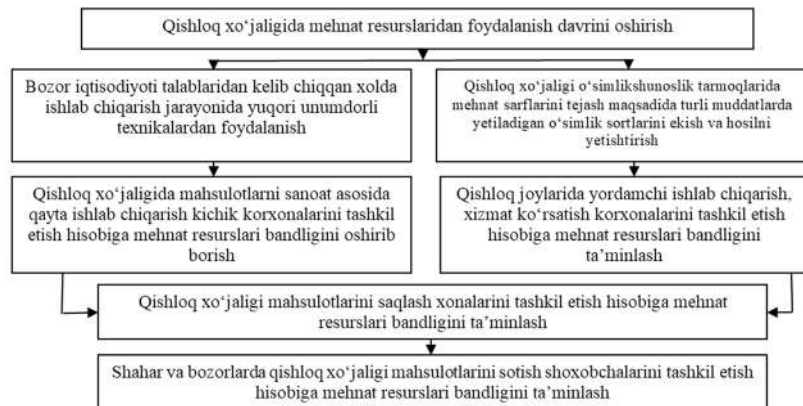 Qishloq xo‘jaligida mehnat resurslaridan foydalanish davrini oshirish
Bozor iqtisodiyoti talablaridan kelib chiqqan xolda
ishlab chiqarish jarayonida yuqori unumdorli
texnikalardan foydalanish
Qishloq xo‘jaligi o‘simlikshunoslik tarmoqlarida
mehnat sarflarini tejash maqsadida turli muddatlarda
yetiladigan o‘simlik sortlarini ekish va hosilni
yetishtirish
Qishloq xo‘jaligida mahsulotlarni sanoat asosida
qayta ishlab chiqarish kichik korxonalarini tashkil
etish hisobiga mehnat resurslari bandligini oshirib
borish
Qishloq joylarida yordamchi ishlab chiqarish,
xizmat ko‘rsatish korxonalarini tashkil etish
hisobiga mehnat resurslari bandligini
ta’minlash
Qishloq xo‘jaligi mahsulotlarini saqlash xonalarini tashkil etish hisobiga mehnat
resurslari bandligini ta’minlash
Shahar va bozorlarda qishloq xo‘jaligi mahsulotlarini sotish shoxobchalarini tashkil etish
hisobiga mehnat resurslari bandligini ta’minlash